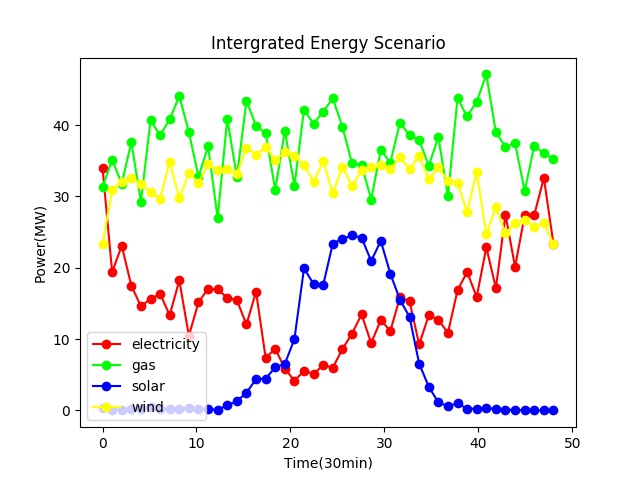 Intergrated Energy Scenario
Power(MW)
40
30
20
10
0
electricity
gas
solar
wind
0 10 20 30 40 50
Time(30min)